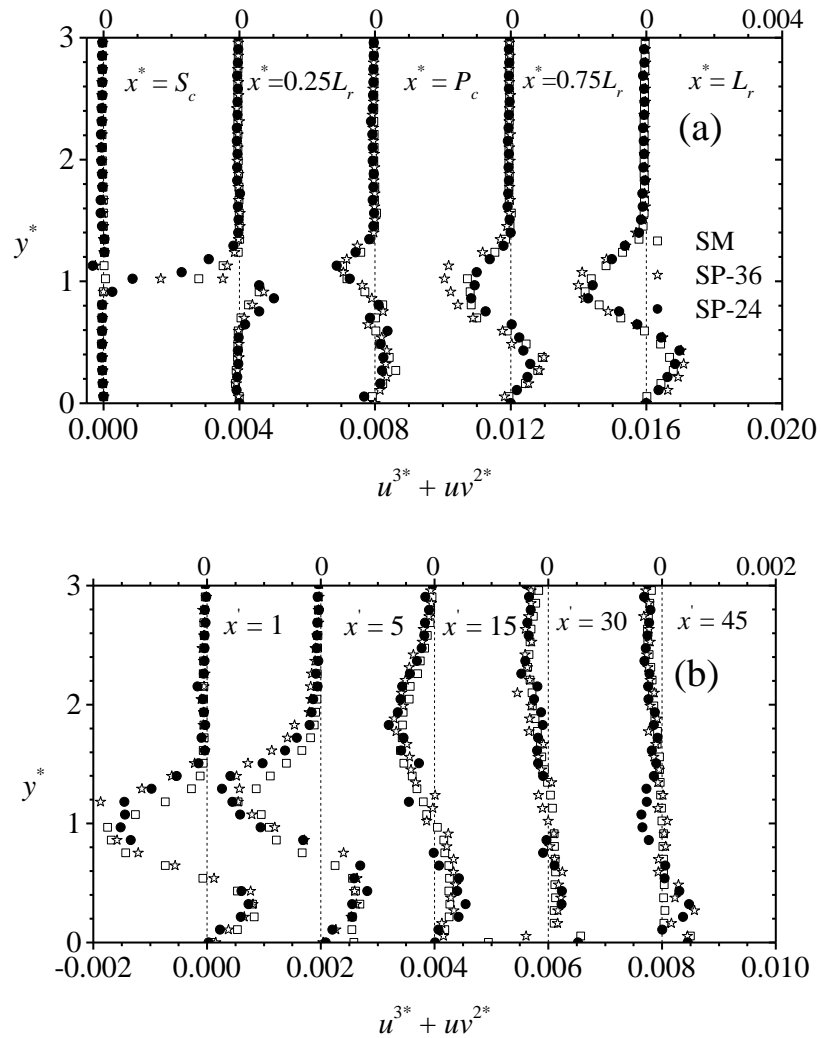 0 0 0 0 0 0.004
3
x* = S_c x* =0.25L_r x* = P_c x* =0.75L_r x* = L_r
(a)
2
y*
SM
SP-36
SP-24
1
0
0.000 0.004 0.008 0.012 0.016 0.020
u^{3*} + uv^{2*}
0 0 0 0 0 0.002
3
x' = 1 x' = 5 x' = 15 x' = 30 x' = 45
(b)
2
y*
1
0
-0.002 0.000 0.002 0.004 0.006 0.008 0.010
u^{3*} + uv^{2*}